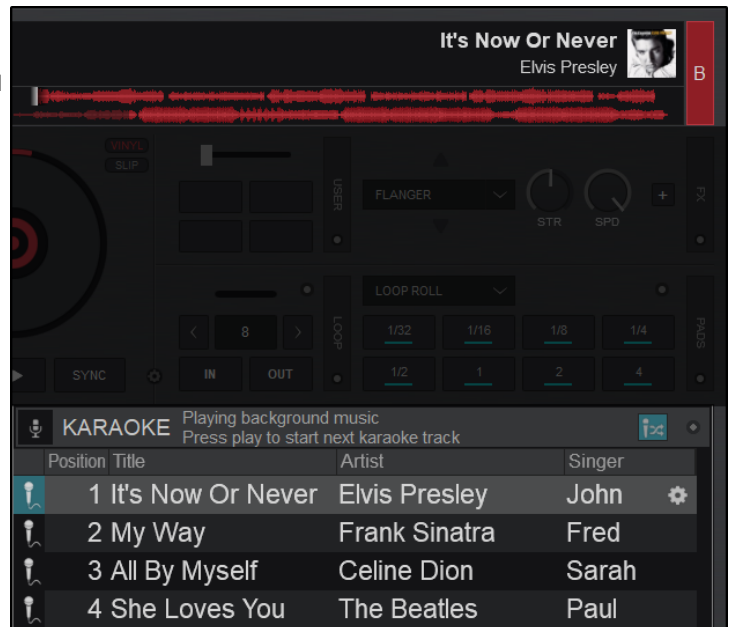 It's Now Or Never
Elvis Presley
B
VINYL
SLIP
USER
FLANGER
STR
SPD
+
FX
LOOP ROLL
8
LOOP
1/32
1/16
1/8
1/4
PADS
SYNC
IN
OUT
1/2
1
2
4
KARAOKE
Playing background music
Press play to start next karaoke track
Position Title Artist Singer
1 It's Now Or Never Elvis Presley John
2 My Way Frank Sinatra Fred
3 All By Myself Celine Dion Sarah
4 She Loves You The Beatles Paul